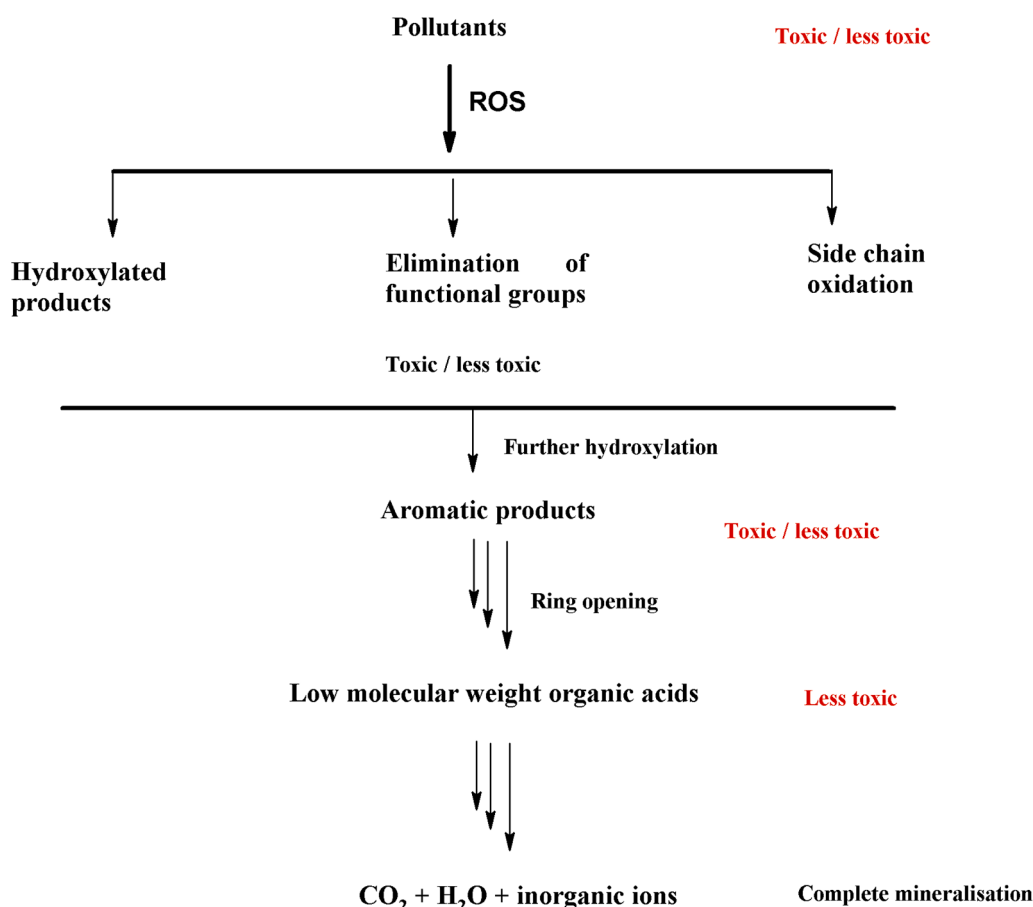 Pollutants
Toxic / less toxic
ROS
Hydroxylated
products
Elimination of
functional groups
Side chain
oxidation
Toxic / less toxic
Further hydroxylation
Aromatic products
Toxic / less toxic
Ring opening
Low molecular weight organic acids
Less toxic
CO₂ + H₂O + inorganic ions
Complete mineralisation